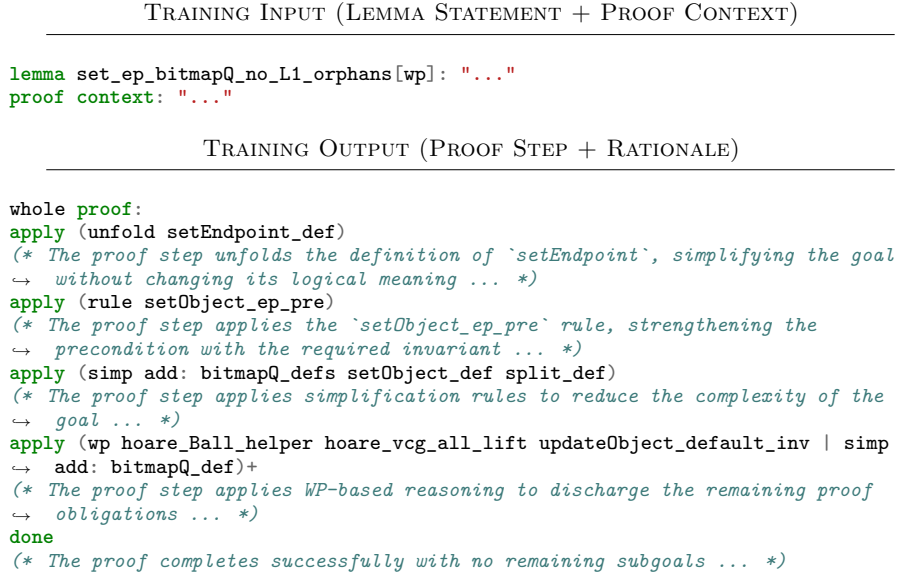 TRAINING INPUT (LEMMA STATEMENT + PROOF CONTEXT)
lemma set_ep_bitmapQ_no_L1_orphans[wp]: "..."
proof context: "..."
TRAINING OUTPUT (PROOF STEP + RATIONALE)
whole proof:
apply (unfold setEndpoint_def)
(* The proof step unfolds the definition of `setEndpoint`, simplifying the goal
↪ without changing its logical meaning ... *)
apply (rule setObject_ep_pre)
(* The proof step applies the `setObject_ep_pre` rule, strengthening the
↪ precondition with the required invariant ... *)
apply (simp add: bitmapQ_defs setObject_def split_def)
(* The proof step applies simplification rules to reduce the complexity of the
↪ goal ... *)
apply (wp hoare_Ball_helper hoare_vcg_all_lift updateObject_default_inv | simp
↪ add: bitmapQ_def)+
(* The proof step applies WP-based reasoning to discharge the remaining proof
↪ obligations ... *)
done
(* The proof completes successfully with no remaining subgoals ... *)